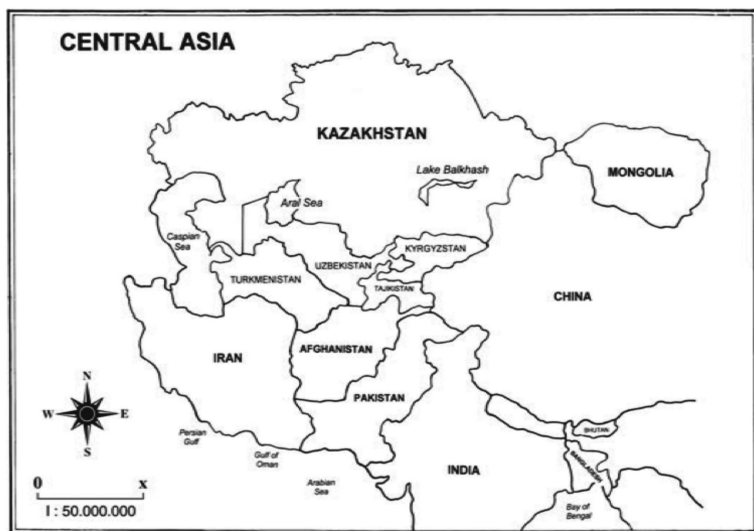 CENTRAL ASIA
KAZAKHSTAN
Lake Balkhash
MONGOLIA
Aral Sea
Caspian
Sea
KYRGYZSTAN
UZBEKISTAN
TURKMENISTAN
TAJIKISTAN
CHINA
AFGHANISTAN
IRAN
PAKISTAN
N
W
E
S
Persian
Gulf
Gulf of
Oman
Arabian
Sea
INDIA
BHUTAN
BANGLADESH
Bay of
Bengal
0 x
I : 50.000.000